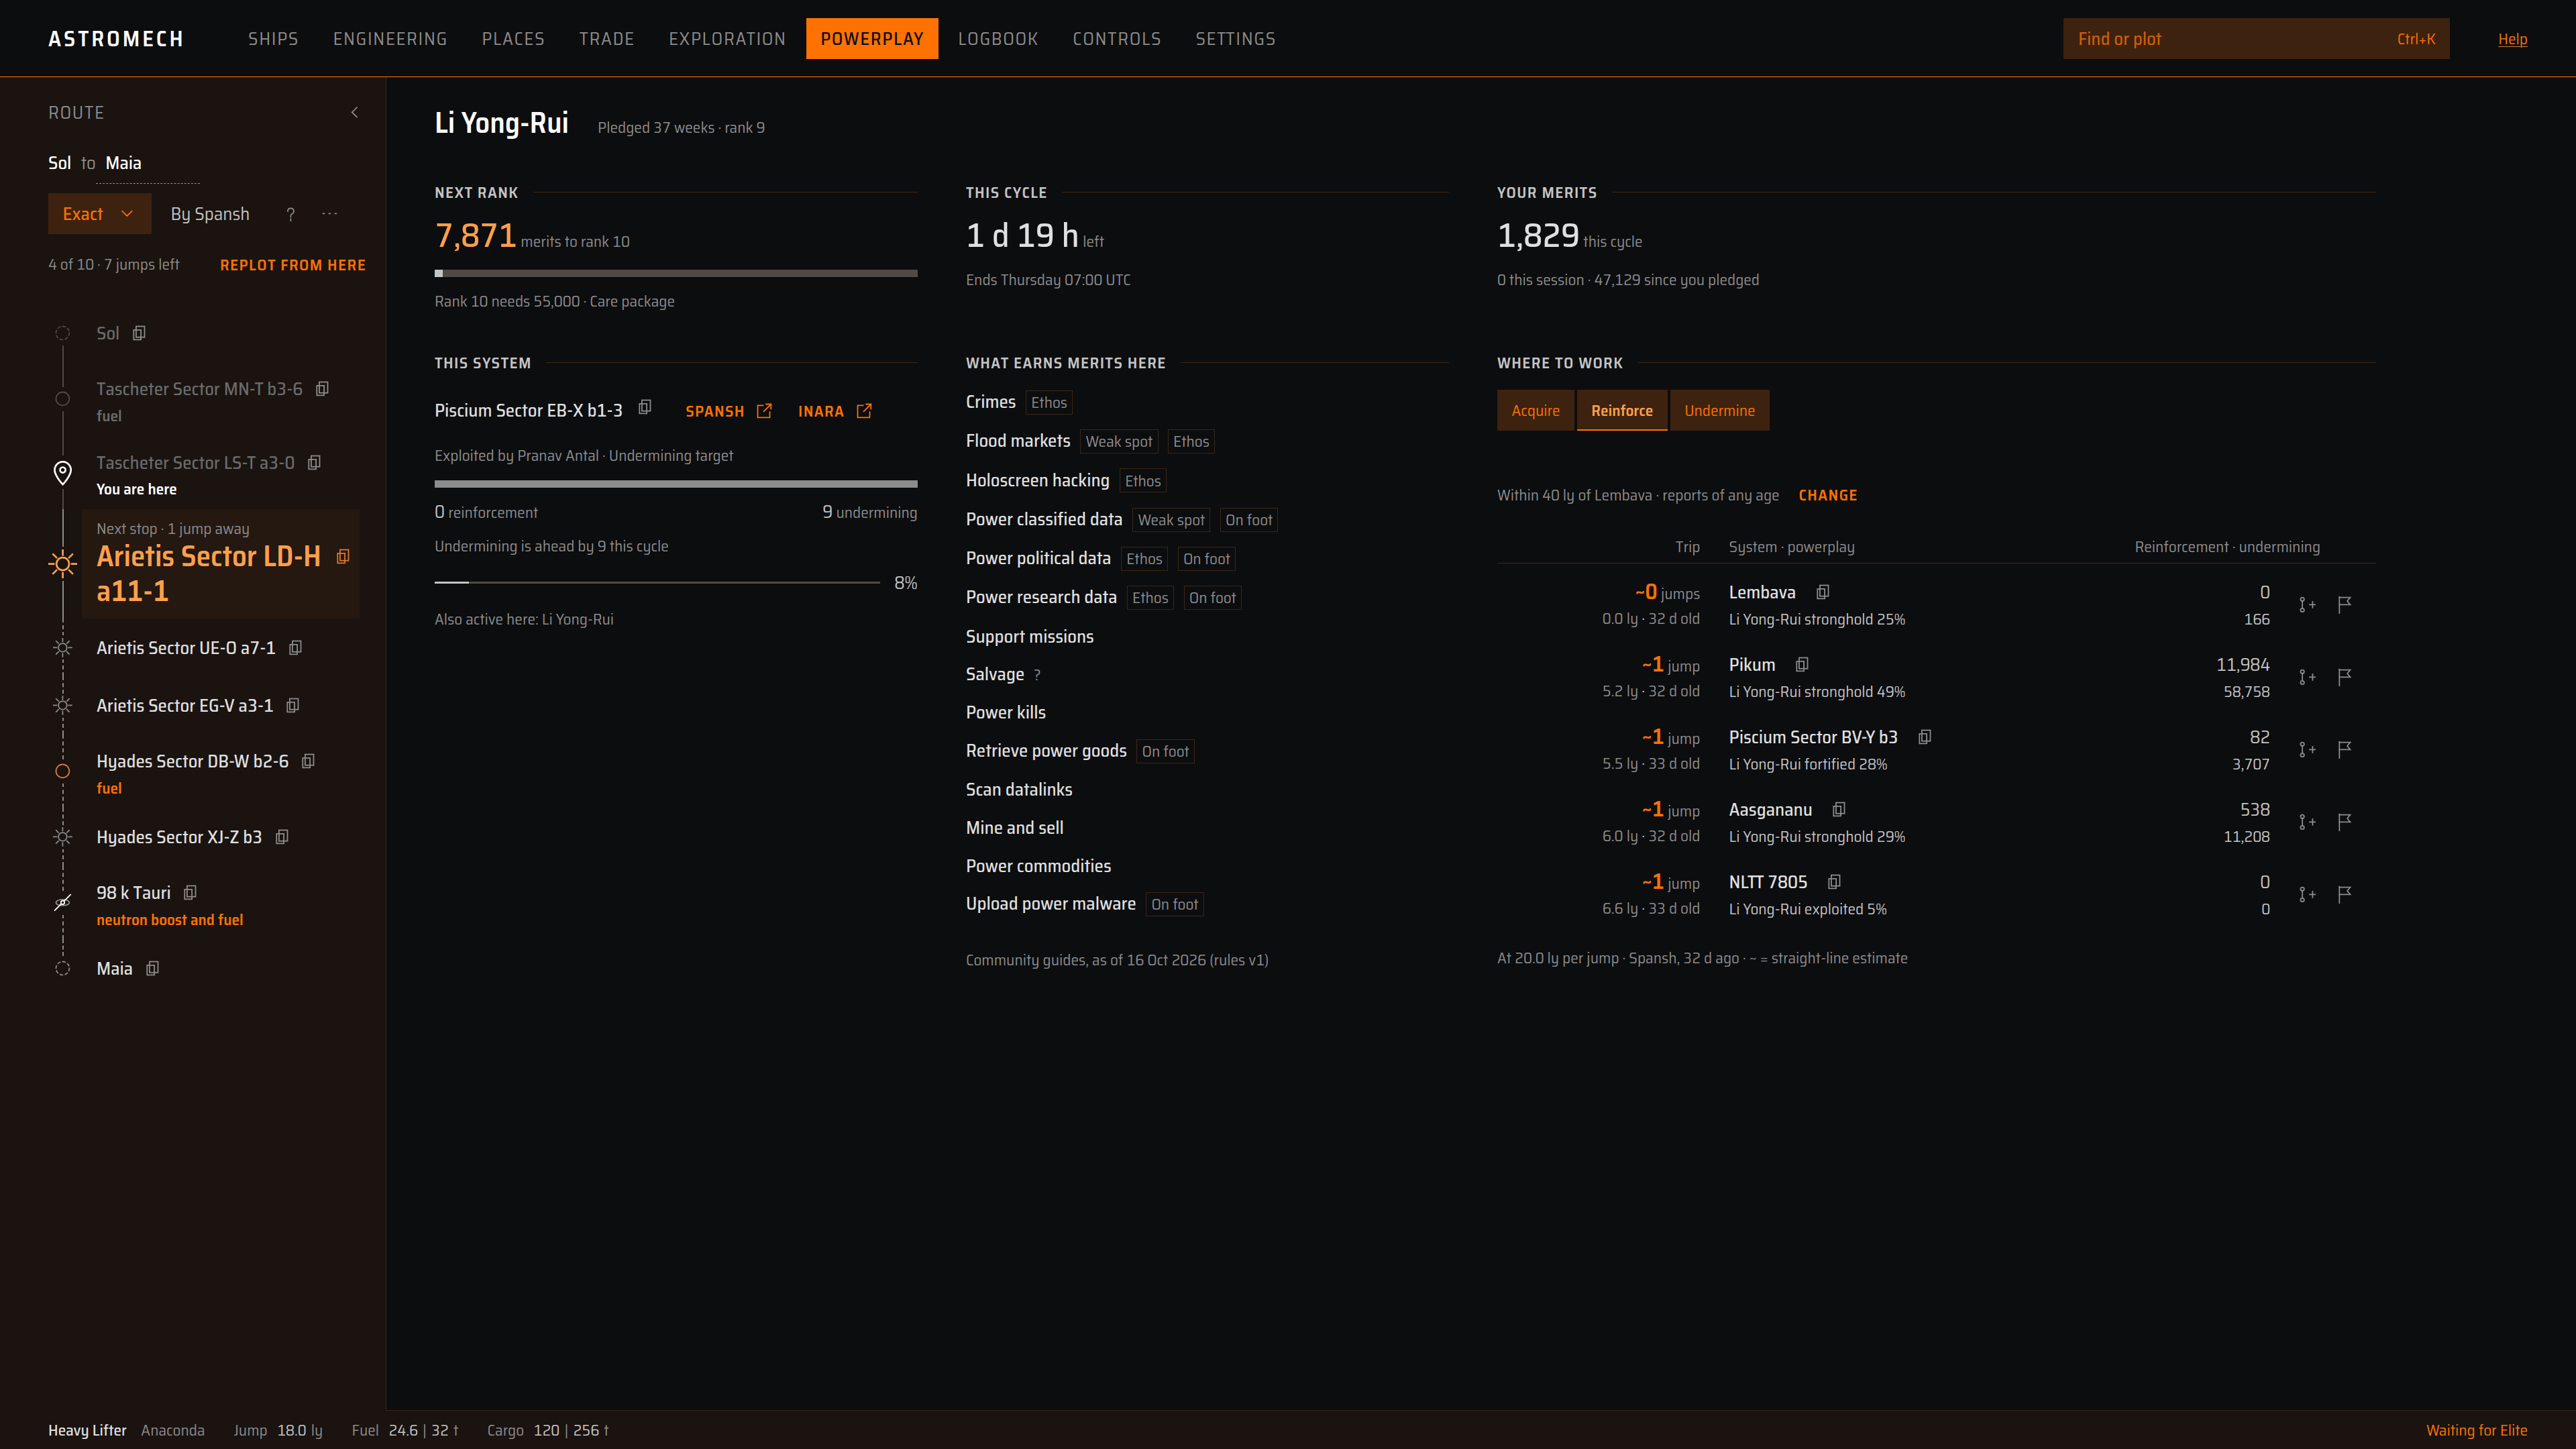 ASTROMECH SHIPS ENGINEERING PLACES TRADE EXPLORATION POWERPLAY LOGBOOK CONTROLS SETTINGS Find or plot Ctrl+K Help
ROUTE
Sol to Maia
Exact By Spansh ? ···
4 of 10 · 7 jumps left REPLOT FROM HERE
Sol
Tascheter Sector MN-T b3-6
fuel
Tascheter Sector LS-T a3-0
You are here
Next stop · 1 jump away
Arietis Sector LD-H
a11-1
Arietis Sector UE-O a7-1
Arietis Sector EG-V a3-1
Hyades Sector DB-W b2-6
fuel
Hyades Sector XJ-Z b3
98 k Tauri
neutron boost and fuel
Maia
Li Yong-Rui Pledged 37 weeks · rank 9
NEXT RANK
7,871 merits to rank 10
Rank 10 needs 55,000 · Care package
THIS CYCLE
1 d 19 h left
Ends Thursday 07:00 UTC
YOUR MERITS
1,829 this cycle
0 this session · 47,129 since you pledged
THIS SYSTEM
Piscium Sector EB-X b1-3 SPANSH INARA
Exploited by Pranav Antal · Undermining target
0 reinforcement 9 undermining
Undermining is ahead by 9 this cycle
8%
Also active here: Li Yong-Rui
WHAT EARNS MERITS HERE
Crimes Ethos
Flood markets Weak spot Ethos
Holoscreen hacking Ethos
Power classified data Weak spot On foot
Power political data Ethos On foot
Power research data Ethos On foot
Support missions
Salvage ?
Power kills
Retrieve power goods On foot
Scan datalinks
Mine and sell
Power commodities
Upload power malware On foot
Community guides, as of 16 Oct 2026 (rules v1)
WHERE TO WORK
Acquire Reinforce Undermine
Within 40 ly of Lembava · reports of any age CHANGE
Trip System · powerplay Reinforcement · undermining
~0 jumps Lembava 0
0.0 ly · 32 d old Li Yong-Rui stronghold 25% 166
~1 jump Pikum 11,984
5.2 ly · 32 d old Li Yong-Rui stronghold 49% 58,758
~1 jump Piscium Sector BV-Y b3 82
5.5 ly · 33 d old Li Yong-Rui fortified 28% 3,707
~1 jump Aasgananu 538
6.0 ly · 32 d old Li Yong-Rui stronghold 29% 11,208
~1 jump NLTT 7805 0
6.6 ly · 33 d old Li Yong-Rui exploited 5% 0
At 20.0 ly per jump · Spansh, 32 d ago · ~ = straight-line estimate
Heavy Lifter Anaconda Jump 18.0 ly Fuel 24.6 | 32 t Cargo 120 | 256 t Waiting for Elite